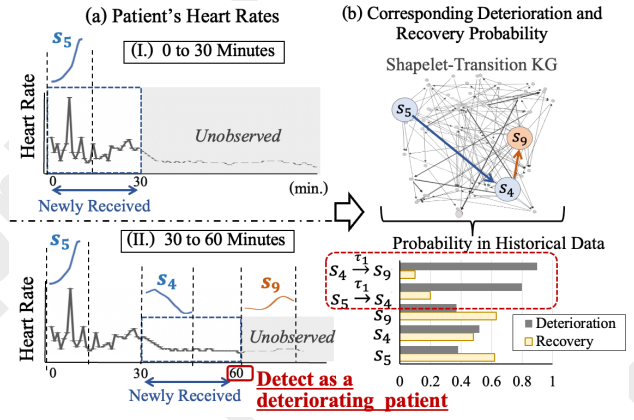 (a) Patient's Heart Rates
s5
(I.) 0 to 30 Minutes
Heart Rate
Unobserved
0
30
(min.)
Newly Received
s5
(II.) 30 to 60 Minutes
s4
s9
Heart Rate
Unobserved
0
30
60
Newly Received
Detect as a
deteriorating patient
(b) Corresponding Deterioration and
Recovery Probability
Shapelet-Transition KG
s5
s9
s4
Probability in Historical Data
s4 →τ1 s9
s5 →τ1 s4
s9
s4
s5
Deterioration
Recovery
0 0.2 0.4 0.6 0.8 1